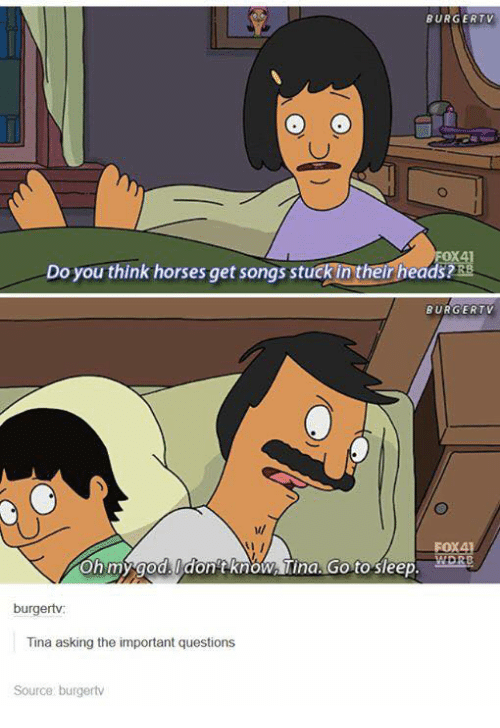 BURGERTV
FOX41
RB
Do you think horses get songs stuck in their heads?
BURGERTV
FOX41
WDRB
Oh my god. I don't know, Tina. Go to sleep.
burgertv:
Tina asking the important questions
Source: burgertv